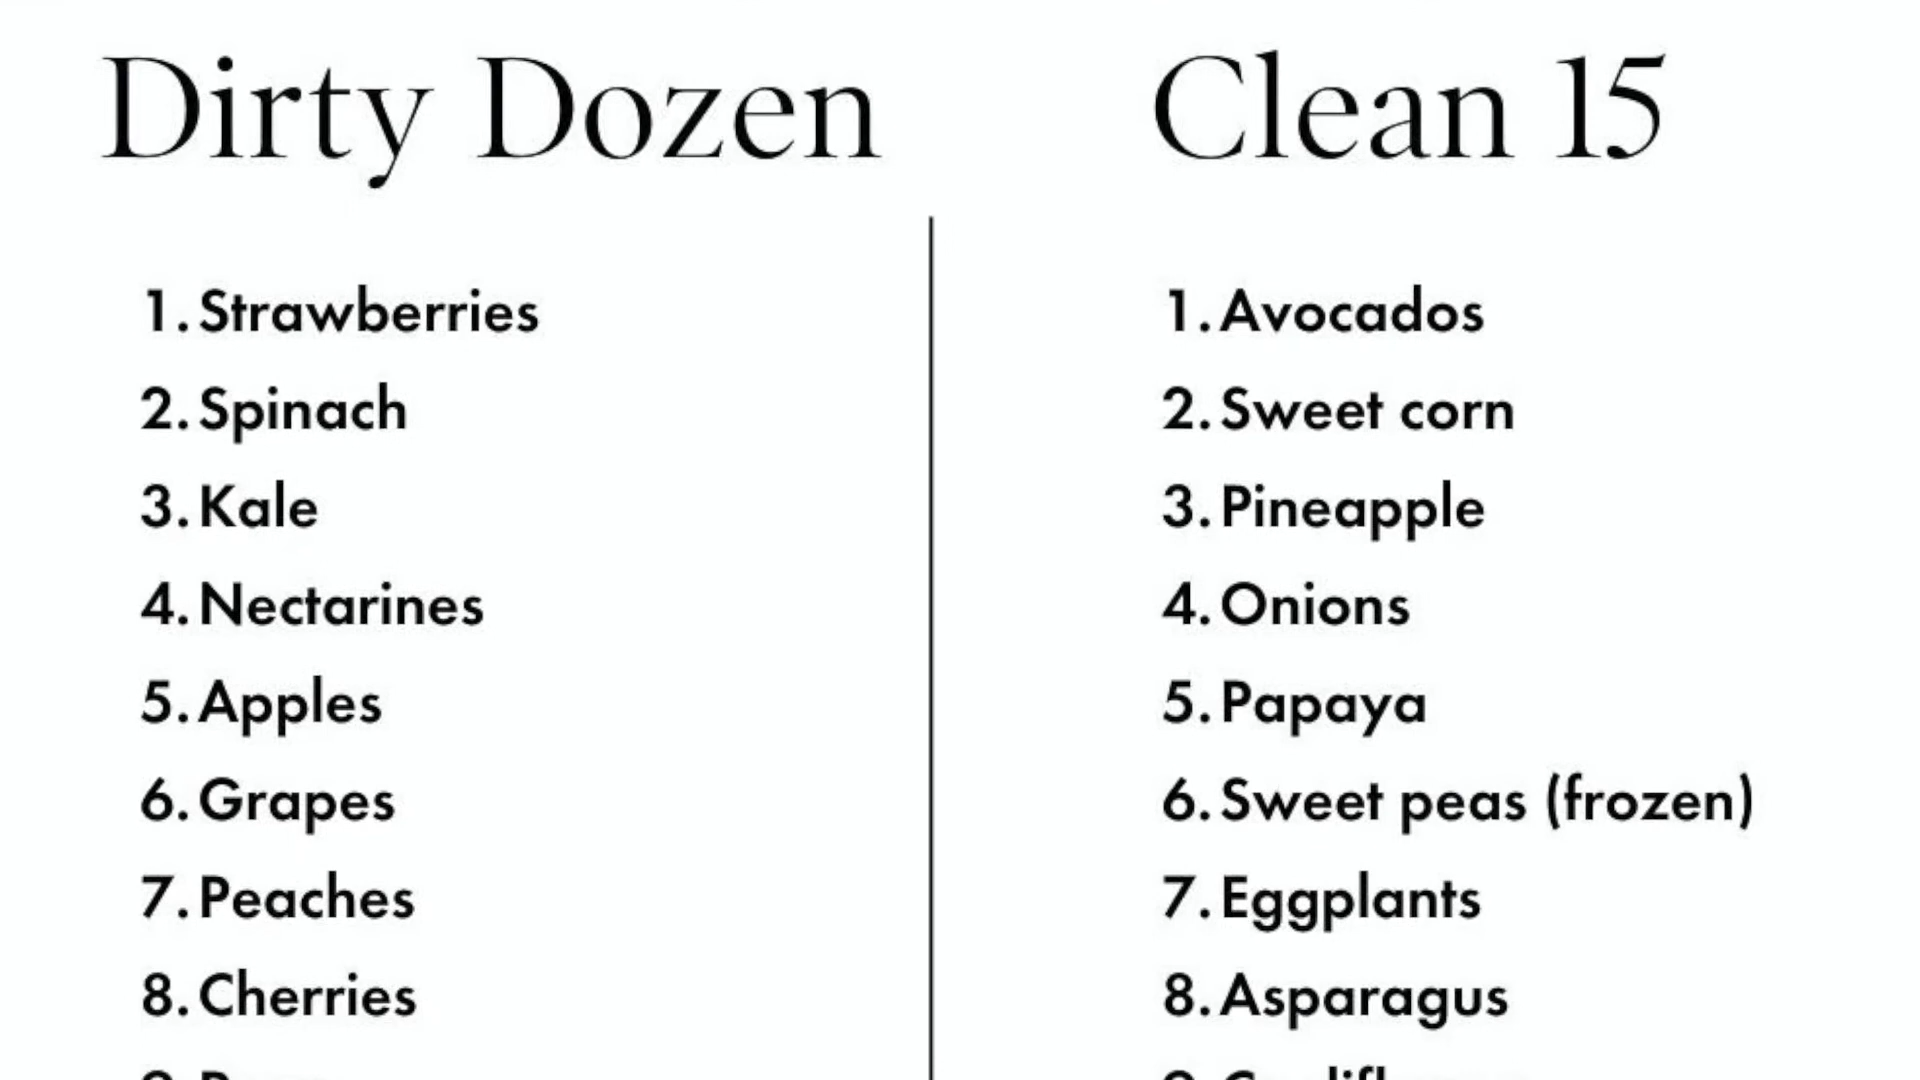 Dirty Dozen
1. Strawberries
2. Spinach
3. Kale
4. Nectarines
5. Apples
6. Grapes
7. Peaches
8. Cherries
Clean 15
1. Avocados
2. Sweet corn
3. Pineapple
4. Onions
5. Papaya
6. Sweet peas (frozen)
7. Eggplants
8. Asparagus